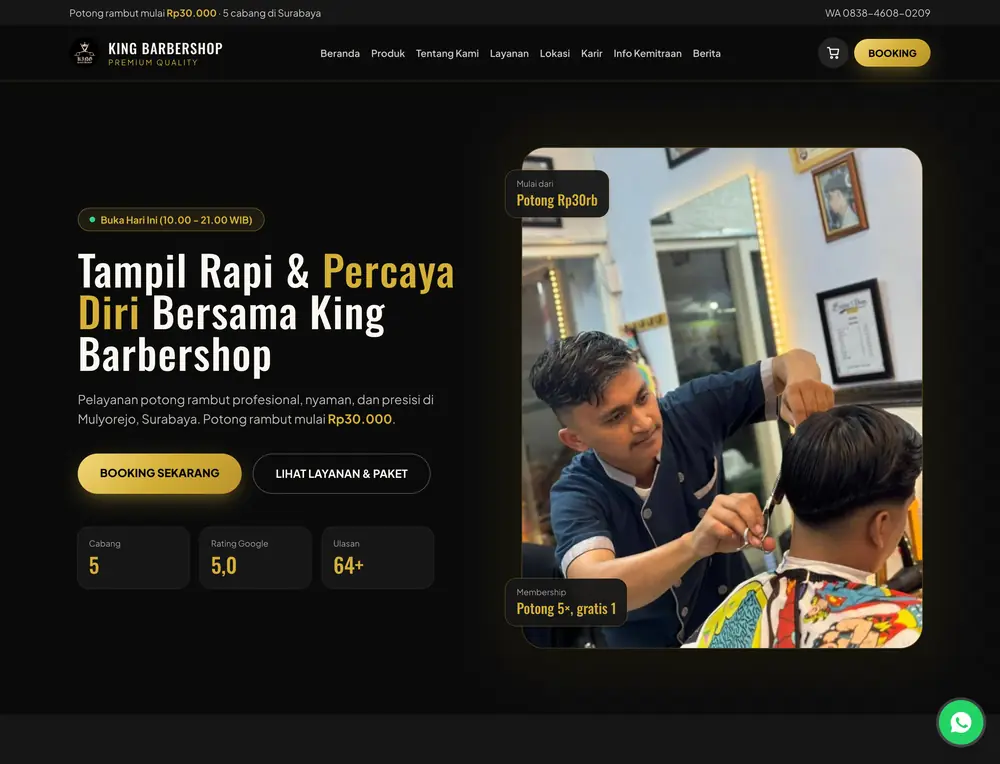 Potong rambut mulai Rp30.000 · 5 cabang di Surabaya
WA 0838-4608-0209
KING BARBERSHOP
PREMIUM QUALITY
Beranda Produk Tentang Kami Layanan Lokasi Karir Info Kemitraan Berita
BOOKING
Buka Hari Ini (10.00 – 21.00 WIB)
Tampil Rapi & Percaya
Diri Bersama King
Barbershop
Pelayanan potong rambut profesional, nyaman, dan presisi di
Mulyorejo, Surabaya. Potong rambut mulai Rp30.000.
BOOKING SEKARANG
LIHAT LAYANAN & PAKET
Cabang
5
Rating Google
5,0
Ulasan
64+
Mulai dari
Potong Rp30rb
Membership
Potong 5×, gratis 1